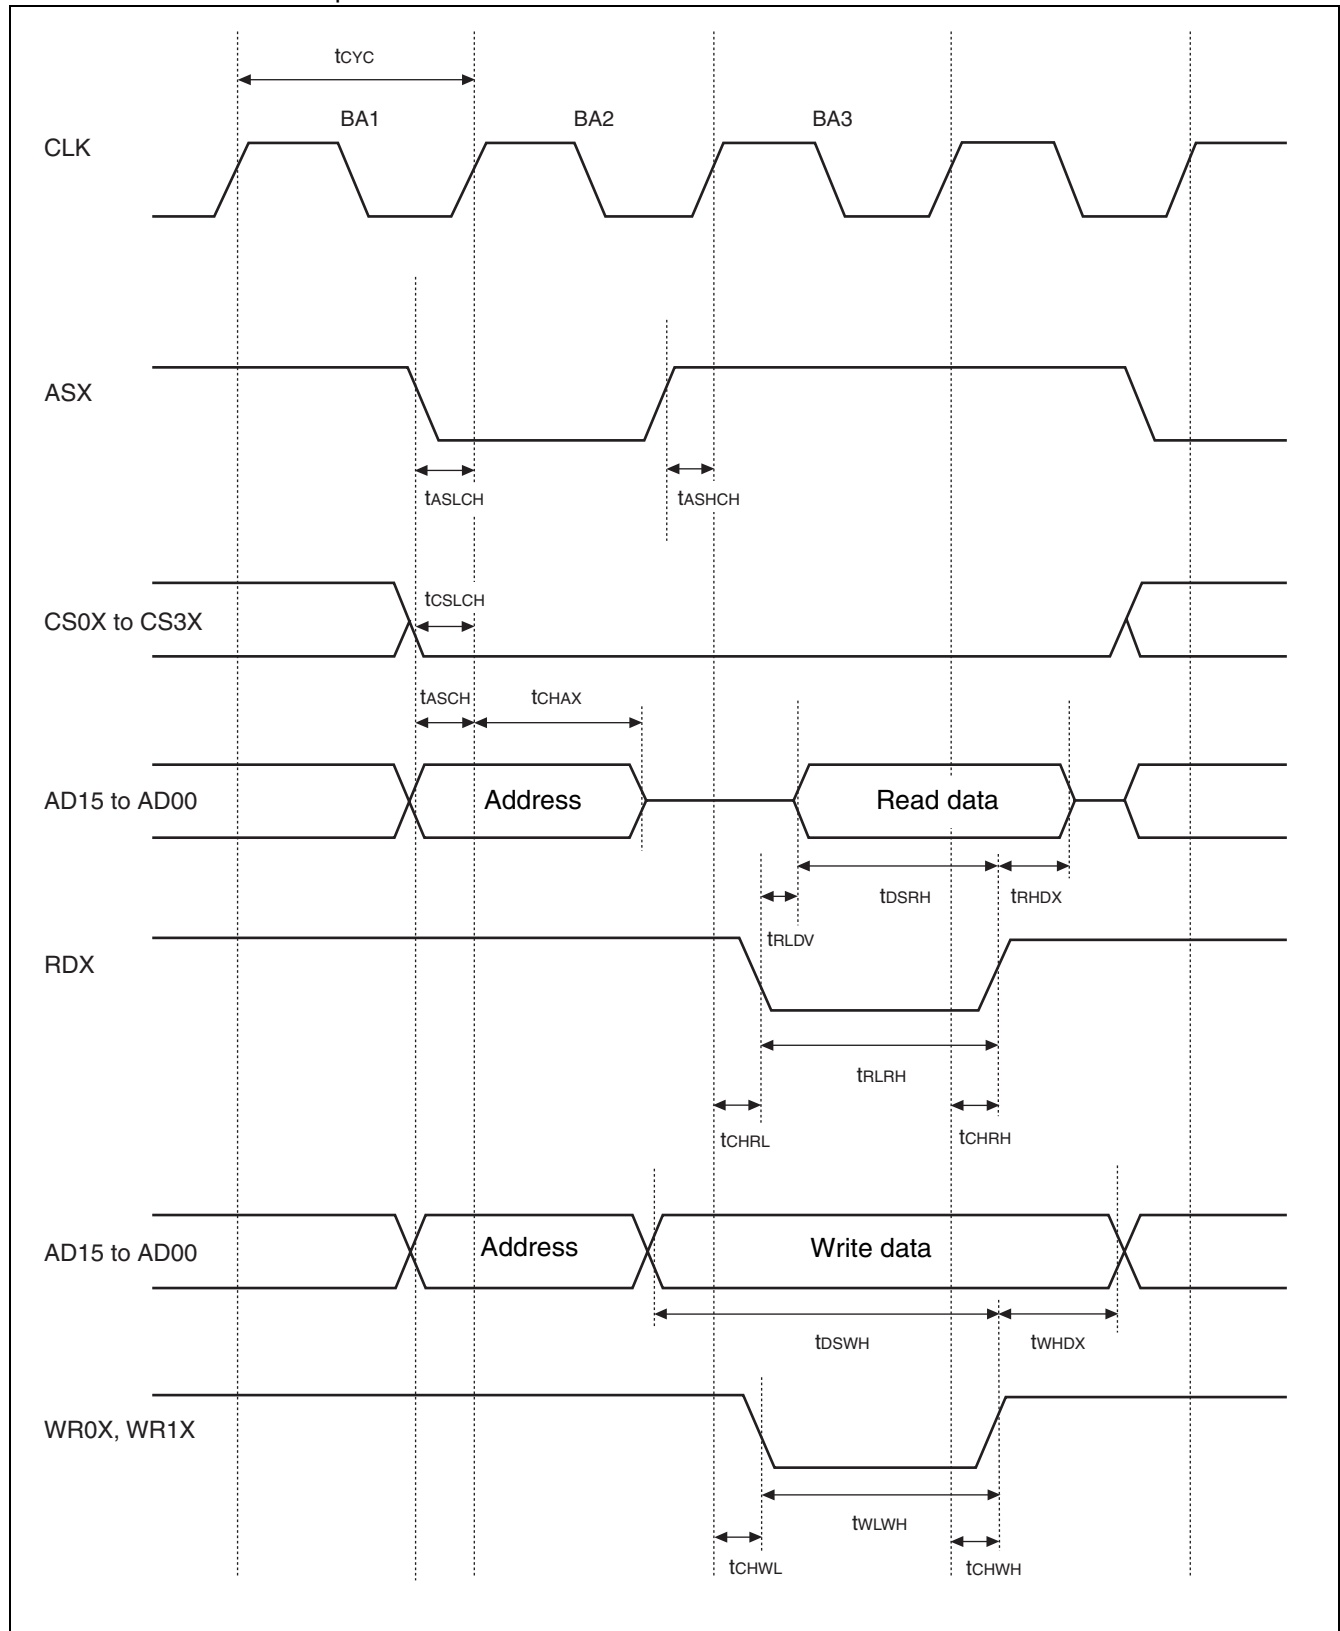 tCYC
BA1 BA2 BA3
CLK
ASX
tASLCH tASHCH
tCSLCH
CS0X to CS3X
tASCH tCHAX
AD15 to AD00 Address Read data
tDSRH tRHDX
tRLDV
RDX
tRLRH
tCHRL tCHRH
AD15 to AD00 Address Write data
tDSWH tWHDX
WR0X, WR1X
tWLWH
tCHWL tCHWH